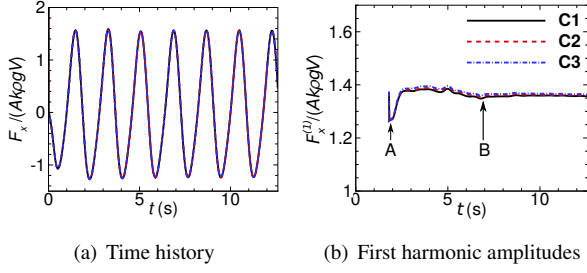 (a)
F_x /(AkρgV)
2
1
0
-1
0
5
10
t (s)
(b)
F_x^(1)/(AkρgV)
1.6
1.4
1.2
1
0
5
10
t (s)
C1
C2
C3
A
B
(a) Time history
(b) First harmonic amplitudes